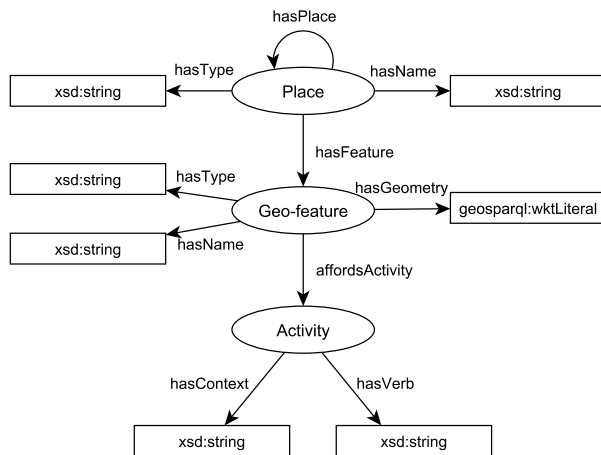 hasPlace
hasType
hasName
xsd:string
Place
xsd:string
hasFeature
hasType
hasGeometry
xsd:string
Geo-feature
geosparql:wktLiteral
xsd:string
hasName
affordsActivity
Activity
hasContext
hasVerb
xsd:string
xsd:string